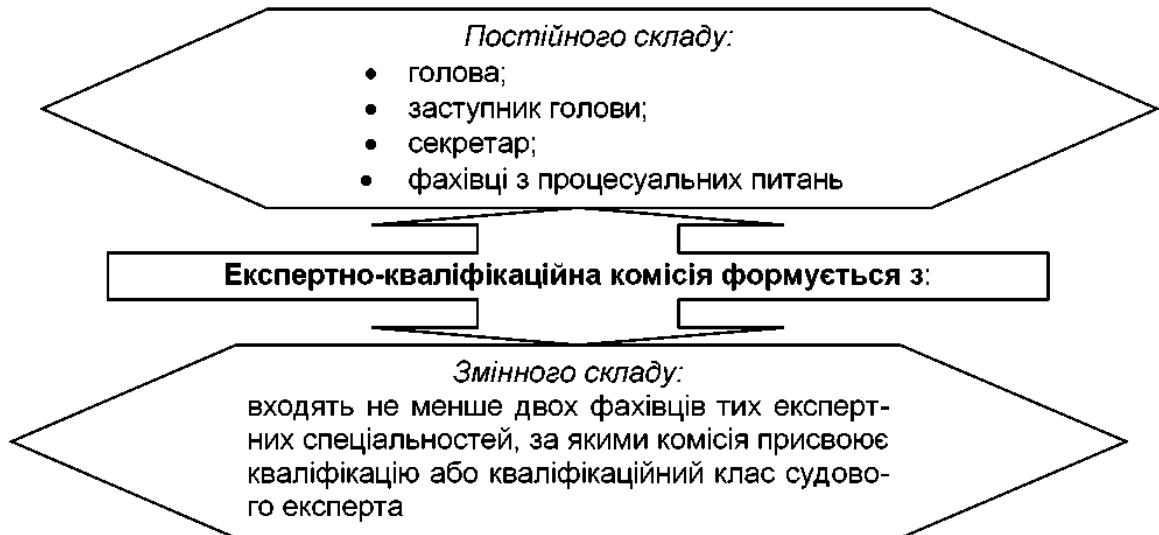 Постійного складу:
• голова;
• заступник голови;
• секретар;
• фахівці з процесуальних питань
Експертно-кваліфікаційна комісія формується з:
Змінного складу:
входять не менше двох фахівців тих експерт-
них спеціальностей, за якими комісія присвоює
кваліфікацію або кваліфікаційний клас судово-
го експерта